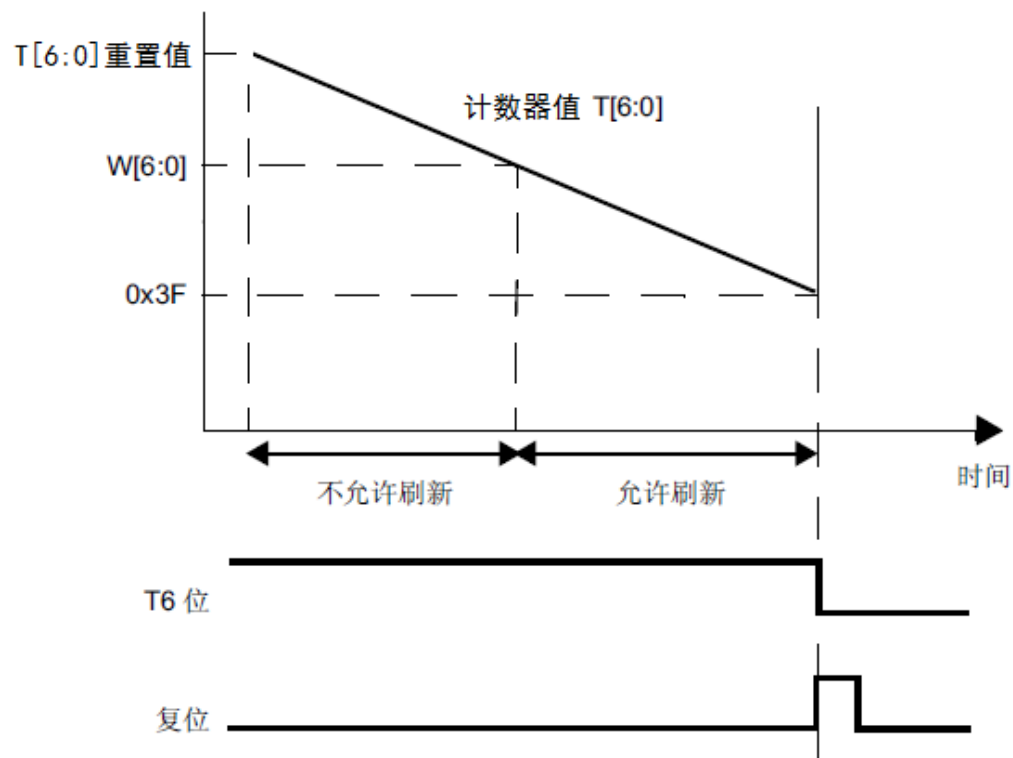 T[6:0]重置值
计数器值 T[6:0]
W[6:0]
0x3F
时间
不允许刷新
允许刷新
T6 位
复位